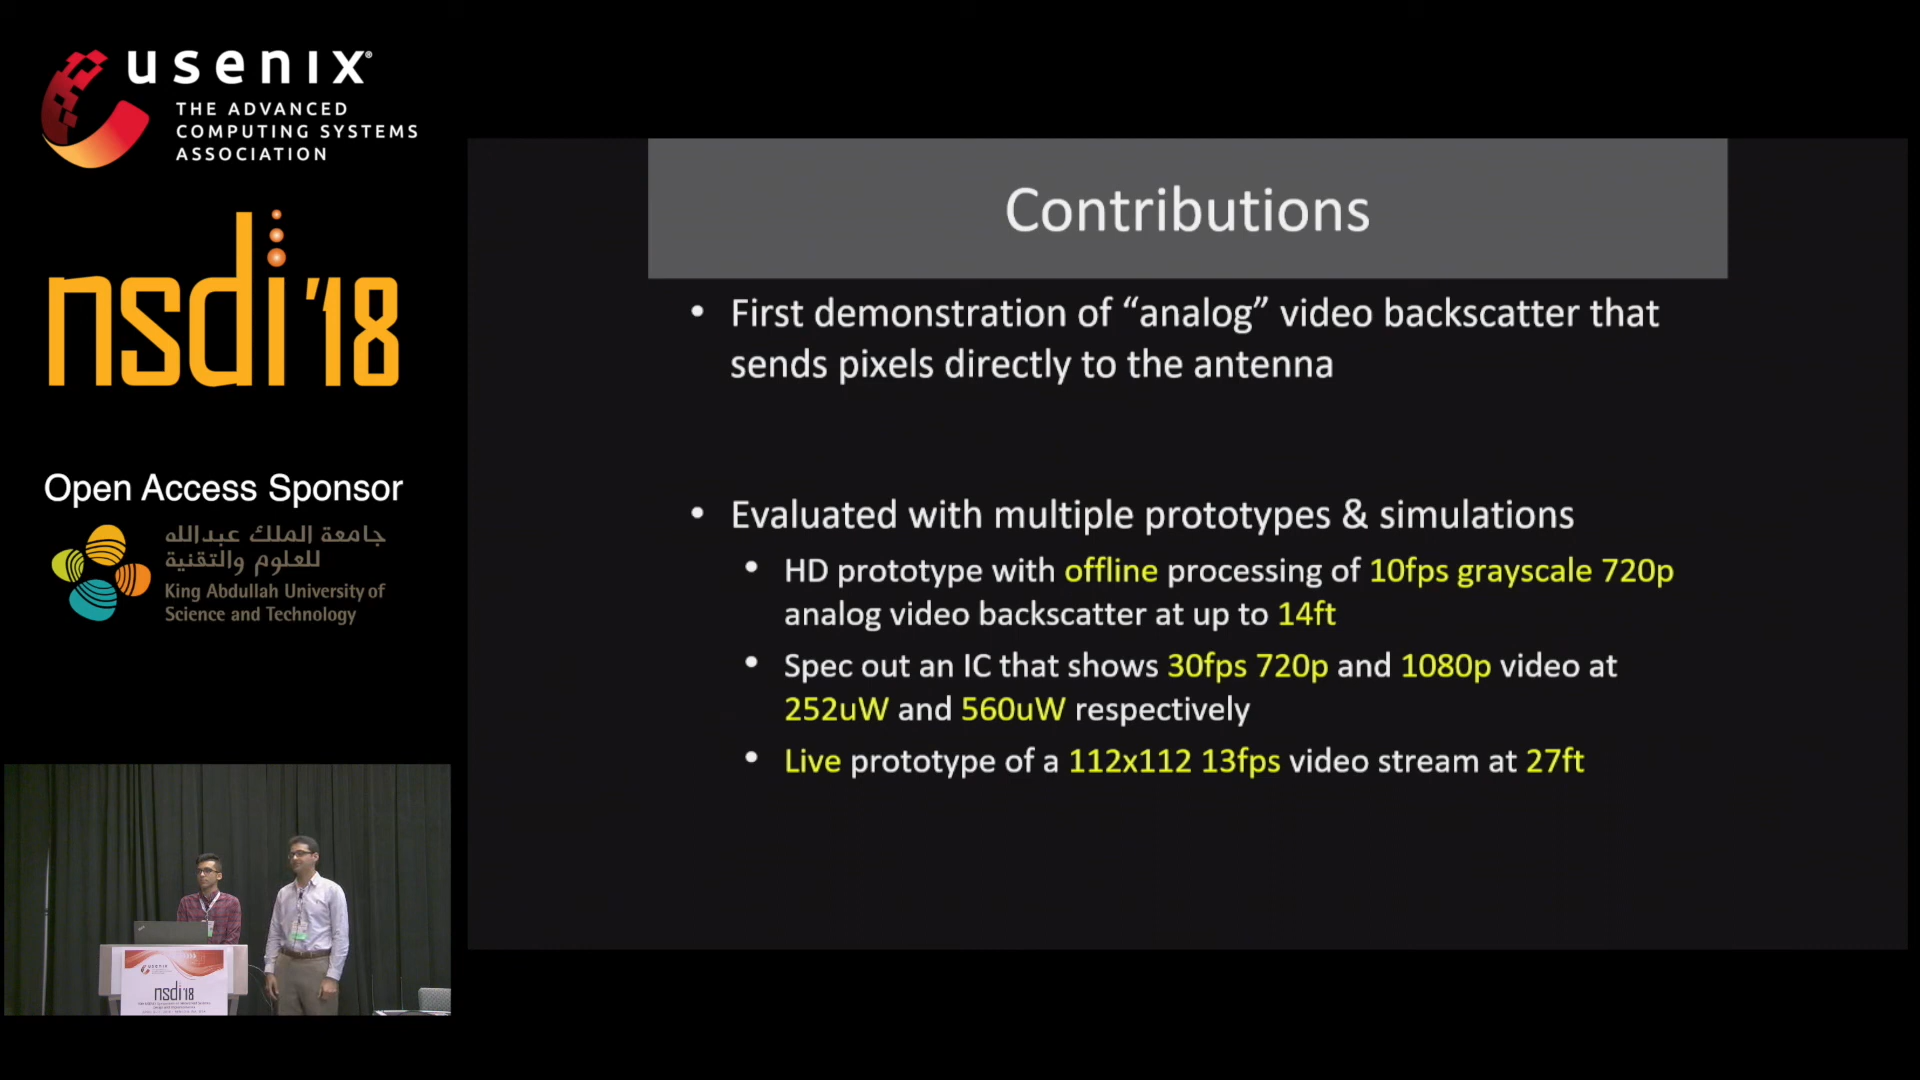 usenix®
THE ADVANCED
COMPUTING SYSTEMS
ASSOCIATION
nsdi '18
Open Access Sponsor
جامعة الملك عبدالله
للعلوم والتقنية
King Abdullah University of
Science and Technology
Contributions
• First demonstration of “analog” video backscatter that
sends pixels directly to the antenna
• Evaluated with multiple prototypes & simulations
• HD prototype with offline processing of 10fps grayscale 720p
analog video backscatter at up to 14ft
• Spec out an IC that shows 30fps 720p and 1080p video at
252uW and 560uW respectively
• Live prototype of a 112x112 13fps video stream at 27ft
usenix
nsdi'18